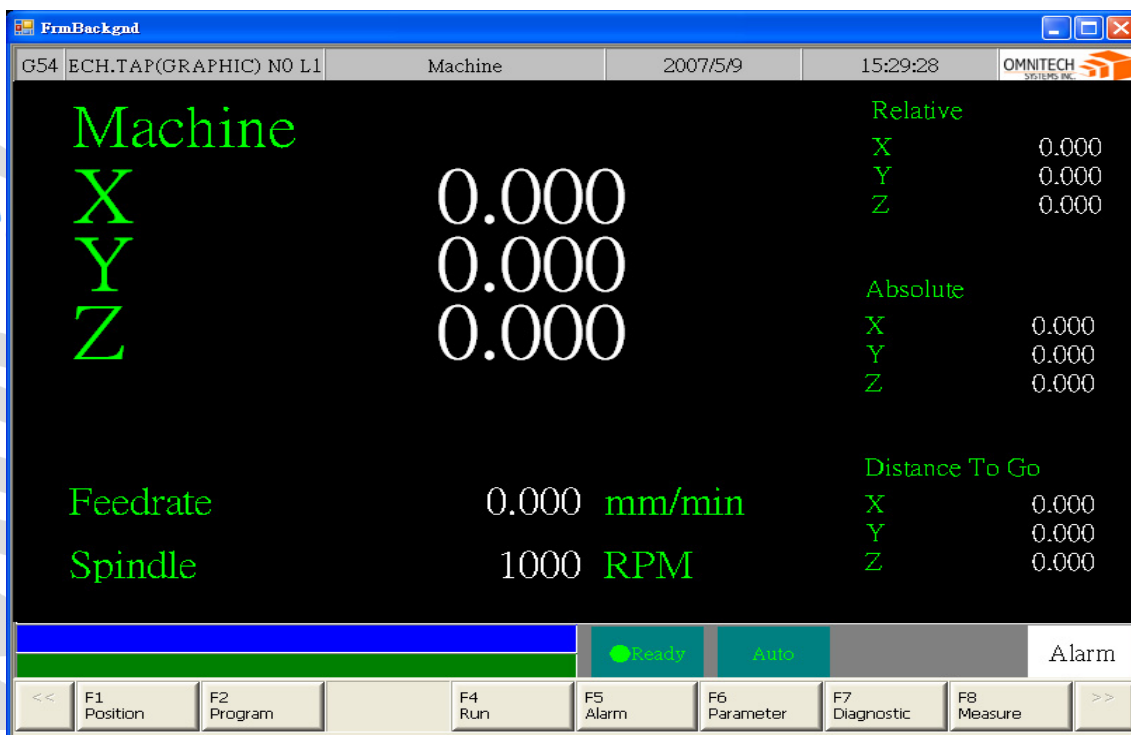 FrmBackgnd
G54 ECH.TAP(GRAPHIC) N0 L1 Machine 2007/5/9 15:29:28 OMNITECH SYSTEMS INC.
Machine
X 0.000
Y 0.000
Z 0.000
Relative
X 0.000
Y 0.000
Z 0.000
Absolute
X 0.000
Y 0.000
Z 0.000
Distance To Go
X 0.000
Y 0.000
Z 0.000
Feedrate 0.000 mm/min
Spindle 1000 RPM
Ready Auto Alarm
<< F1 Position F2 Program F4 Run F5 Alarm F6 Parameter F7 Diagnostic F8 Measure >>